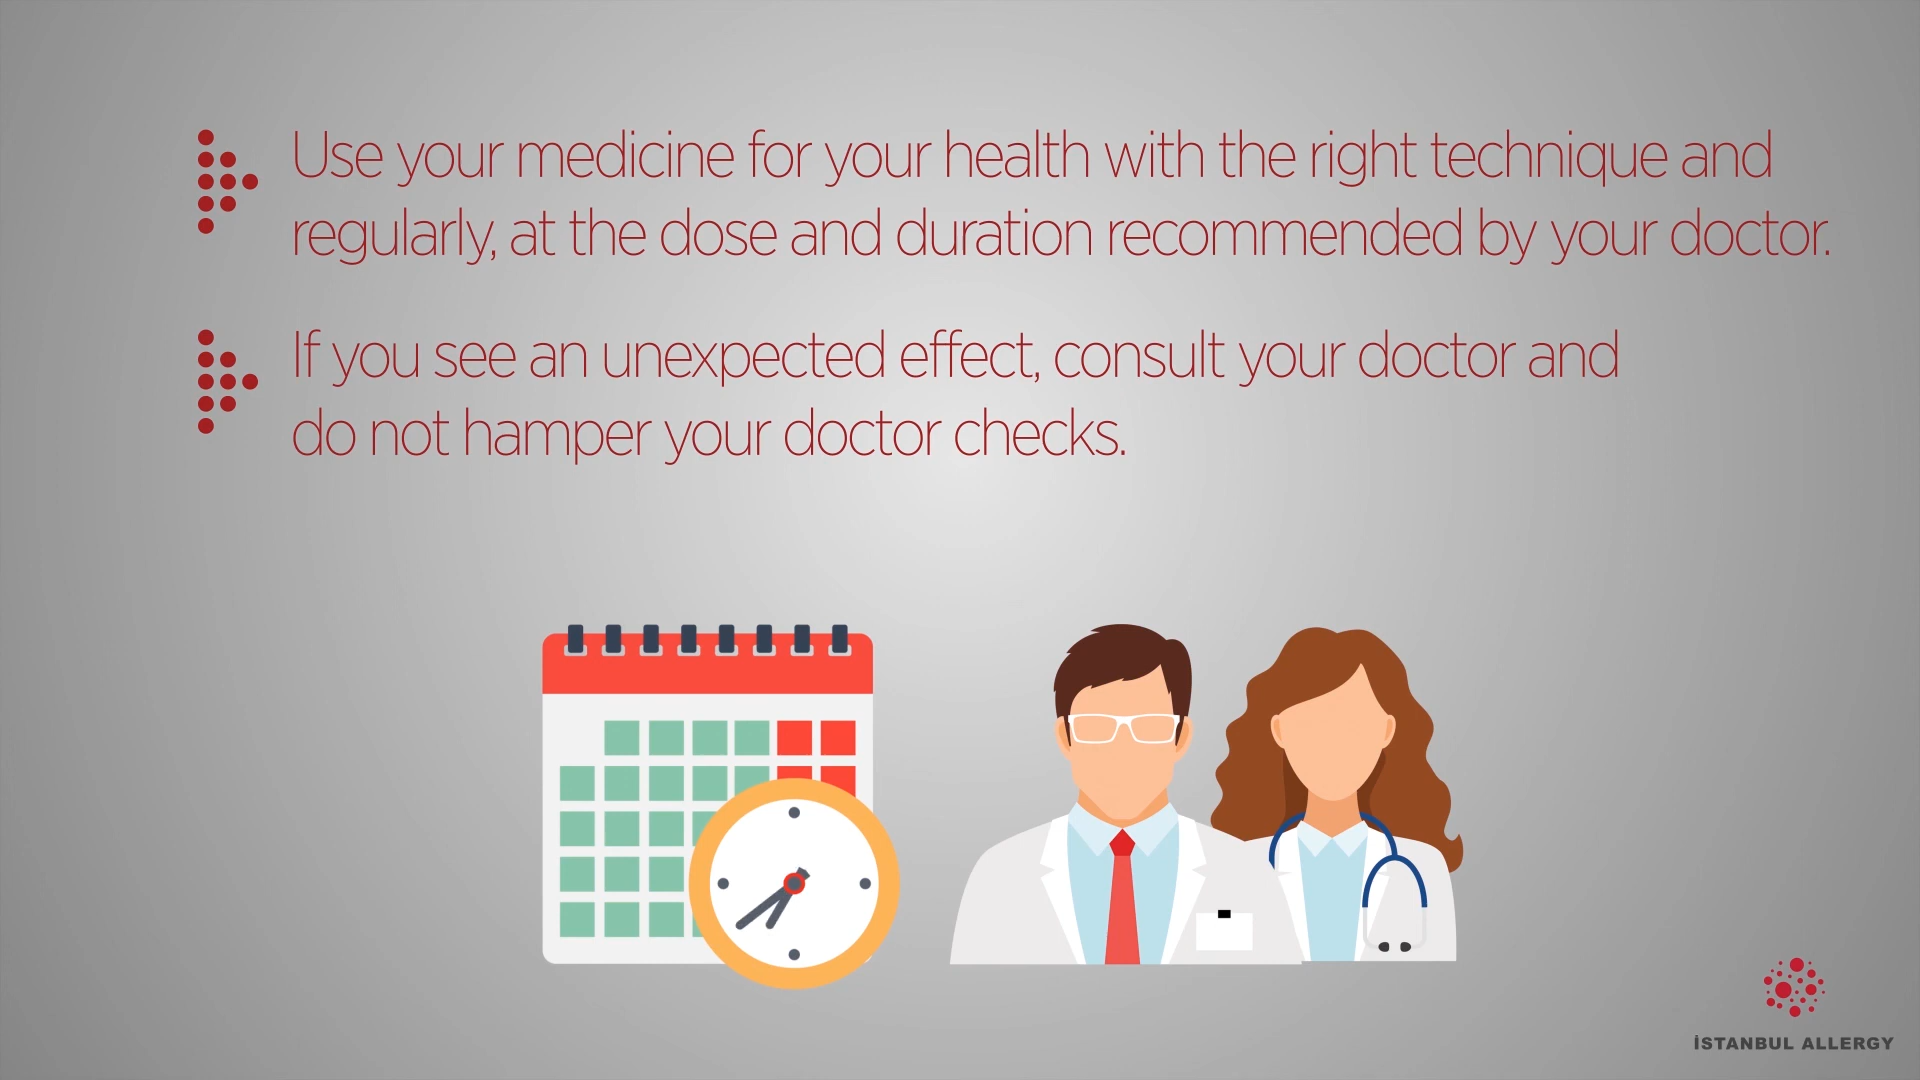 Use your medicine for your health with the right technique and
regularly, at the dose and duration recommended by your doctor.
If you see an unexpected effect, consult your doctor and
do not hamper your doctor checks.
İSTANBUL ALLERGY